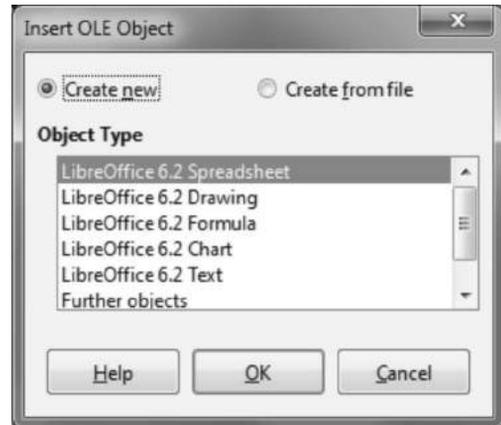 Insert OLE Object
x
Create new
Create from file
Object Type
LibreOffice 6.2 Spreadsheet
LibreOffice 6.2 Drawing
LibreOffice 6.2 Formula
LibreOffice 6.2 Chart
LibreOffice 6.2 Text
Further objects
Help
OK
Cancel